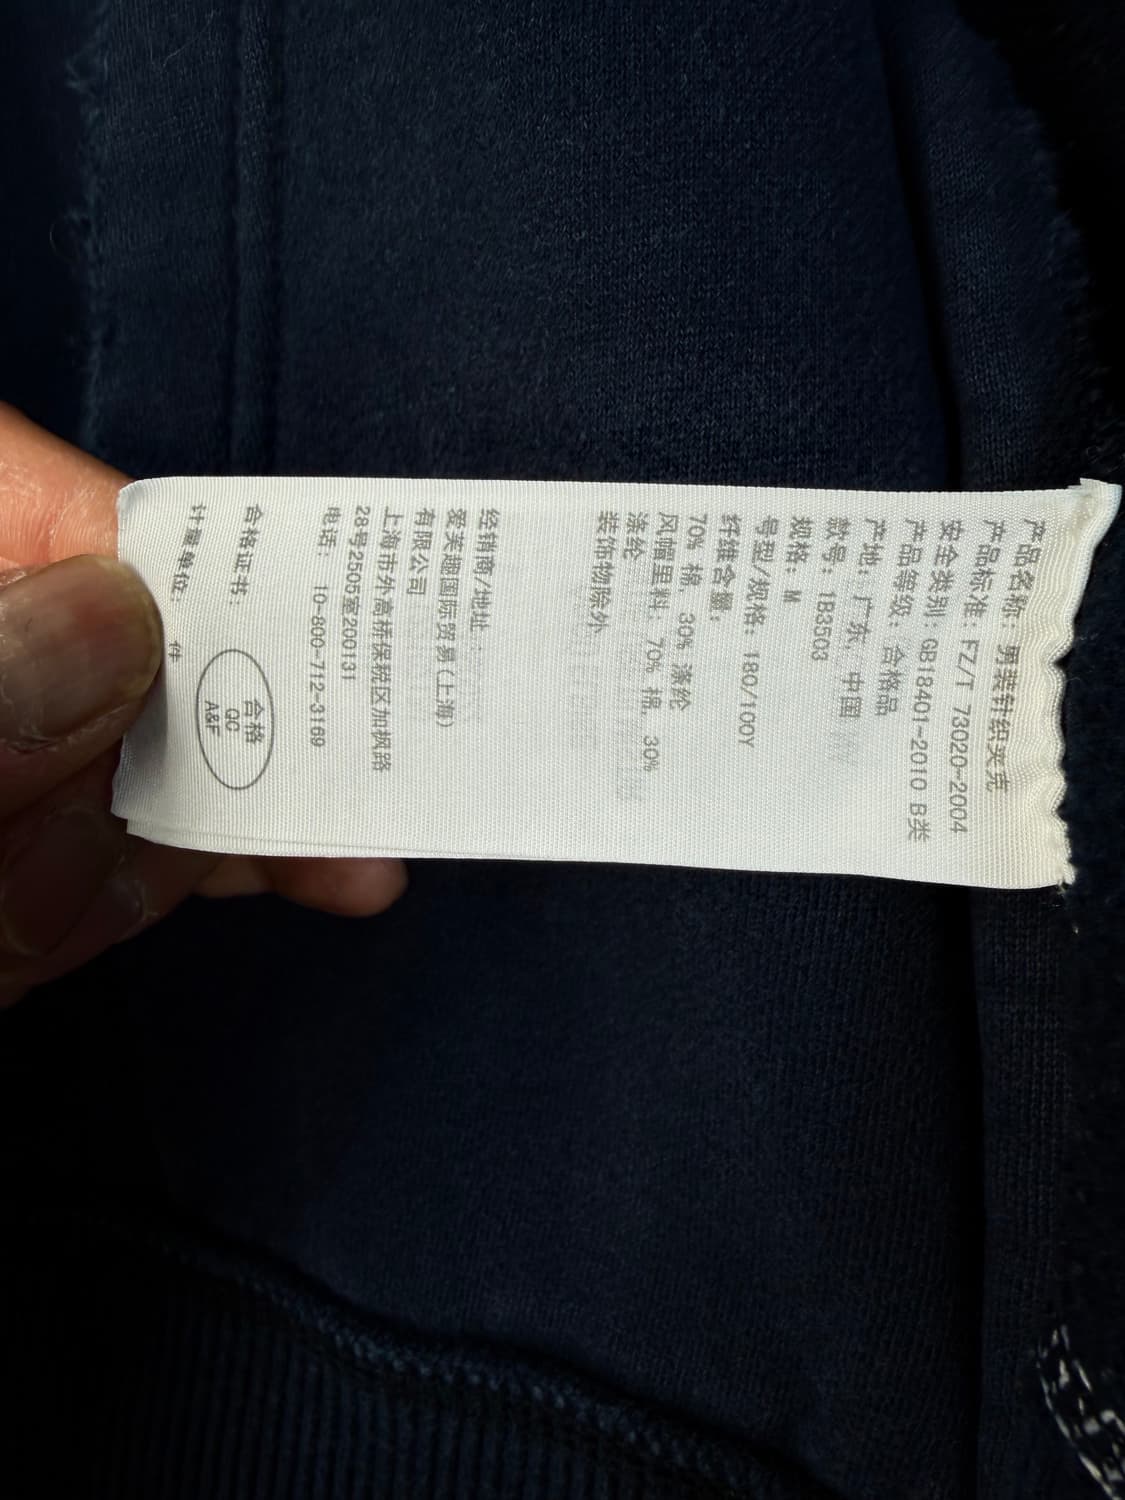 产品名称: 男装针织夹克
产品标准: FZ/T 73020-2004
安全类别: GB18401-2010 B类
产品等级: 合格品
产地: 广东, 中国
款号: 1B3503
规格: M
号型/规格: 180/100Y
纤维含量:
70% 棉, 30% 涤纶
风帽里料: 70% 棉, 30%
涤纶
装饰物除外
经销商/地址:
爱芙趣国际贸易(上海)
有限公司
上海市外高桥保税区加枫路
28号2505室200131
电话: 10-800-712-3169
合格证书:
合格
QC
A&F
计量单位: 件